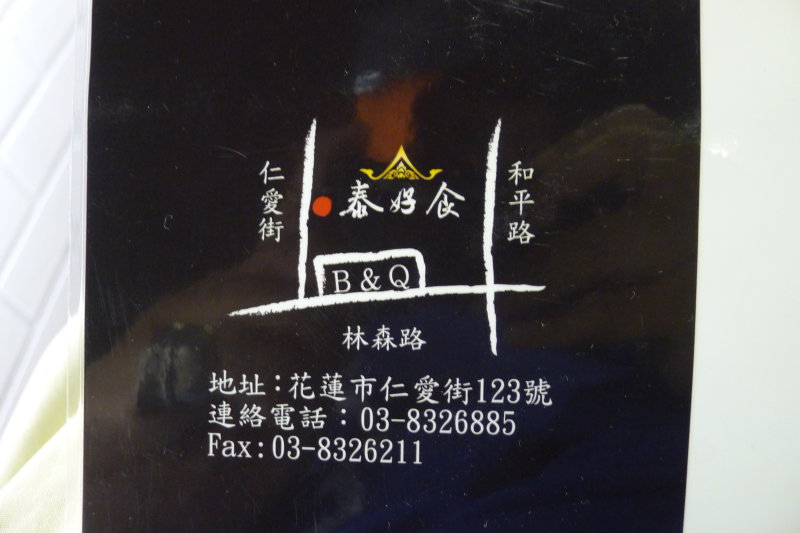 仁愛街
泰好食
和平路
B&Q
林森路
地址：花蓮市仁愛街123號
連絡電話：03-8326885
Fax:03-8326211